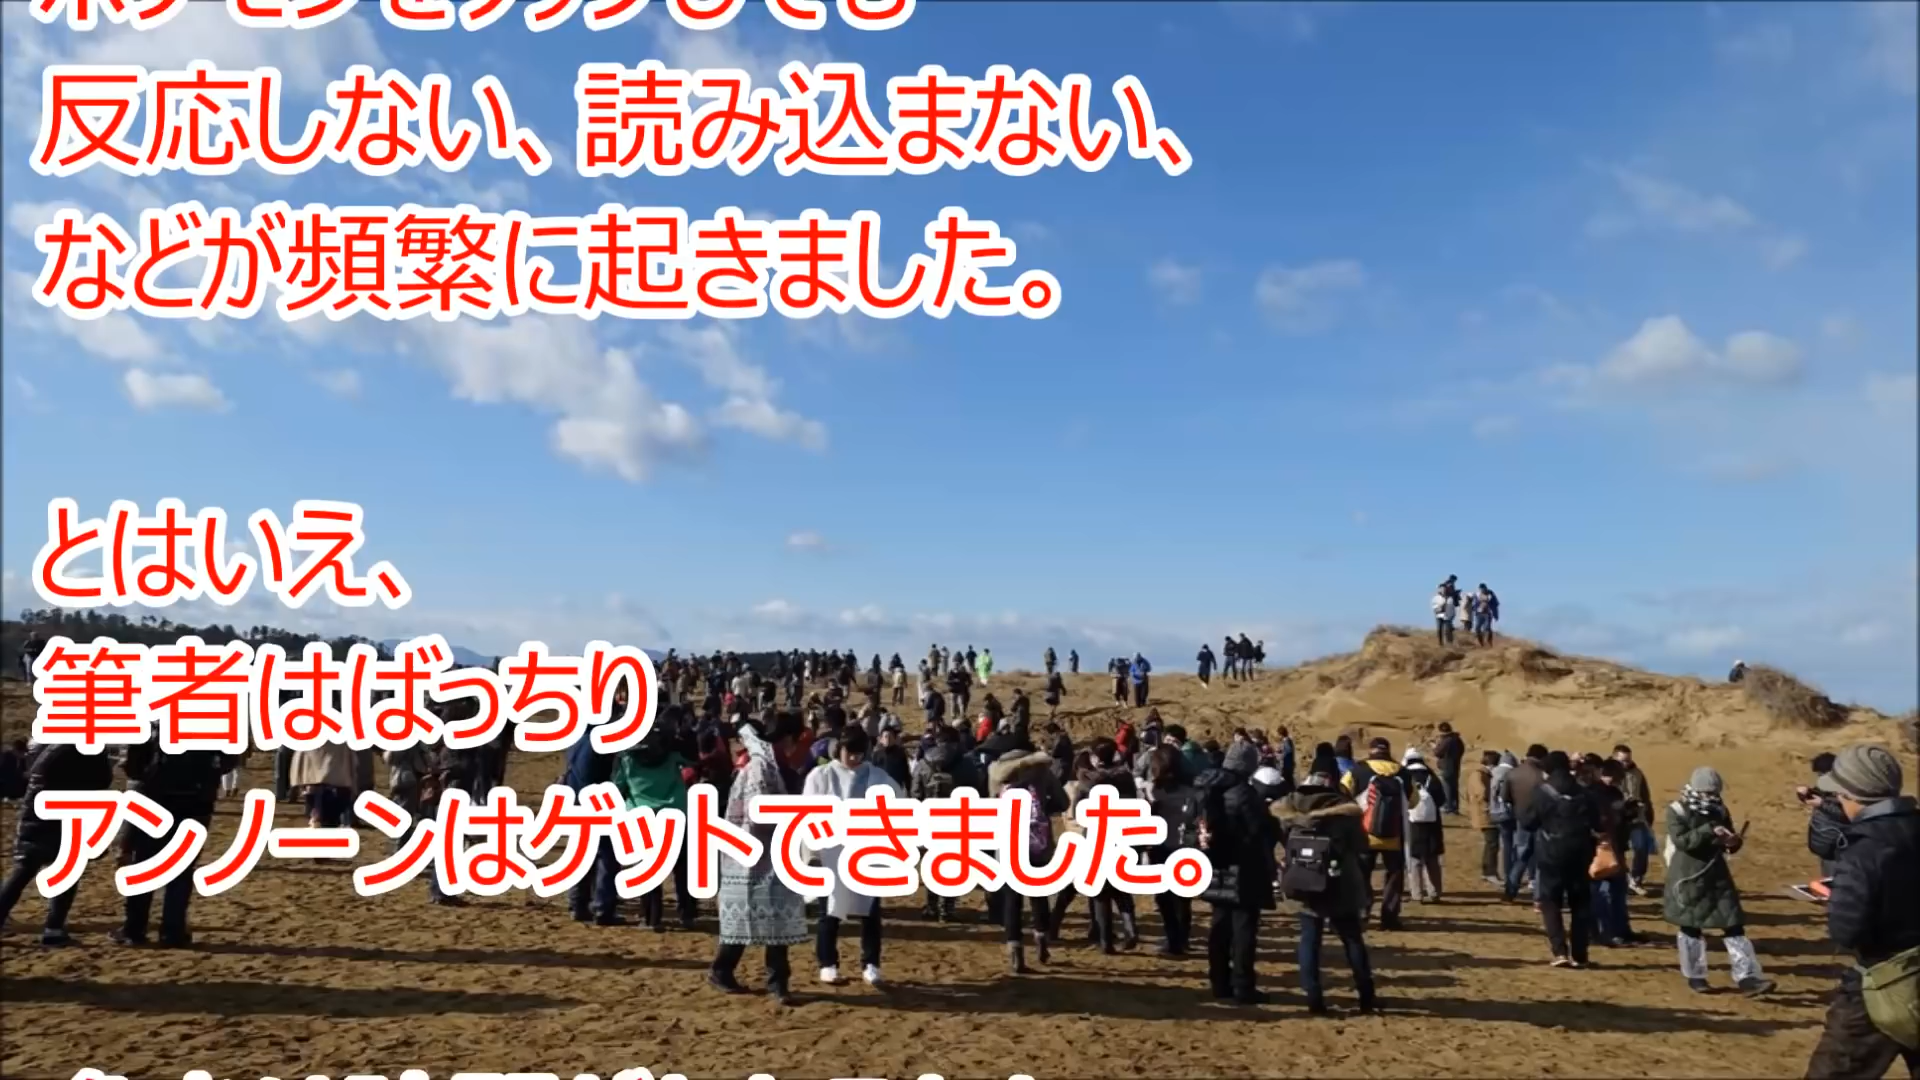 反応しない、読み込まない、
などが頻繁に起きました。
とはいえ、
筆者はばっちり
アンノーンはゲットできました。